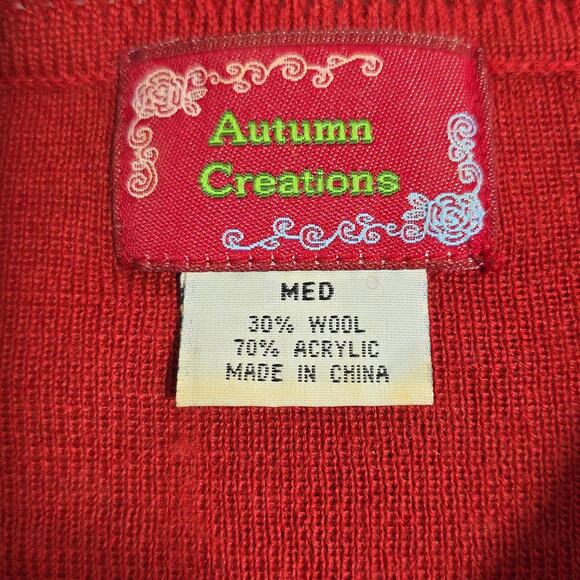 Autumn
Creations
MED
30% WOOL
70% ACRYLIC
MADE IN CHINA